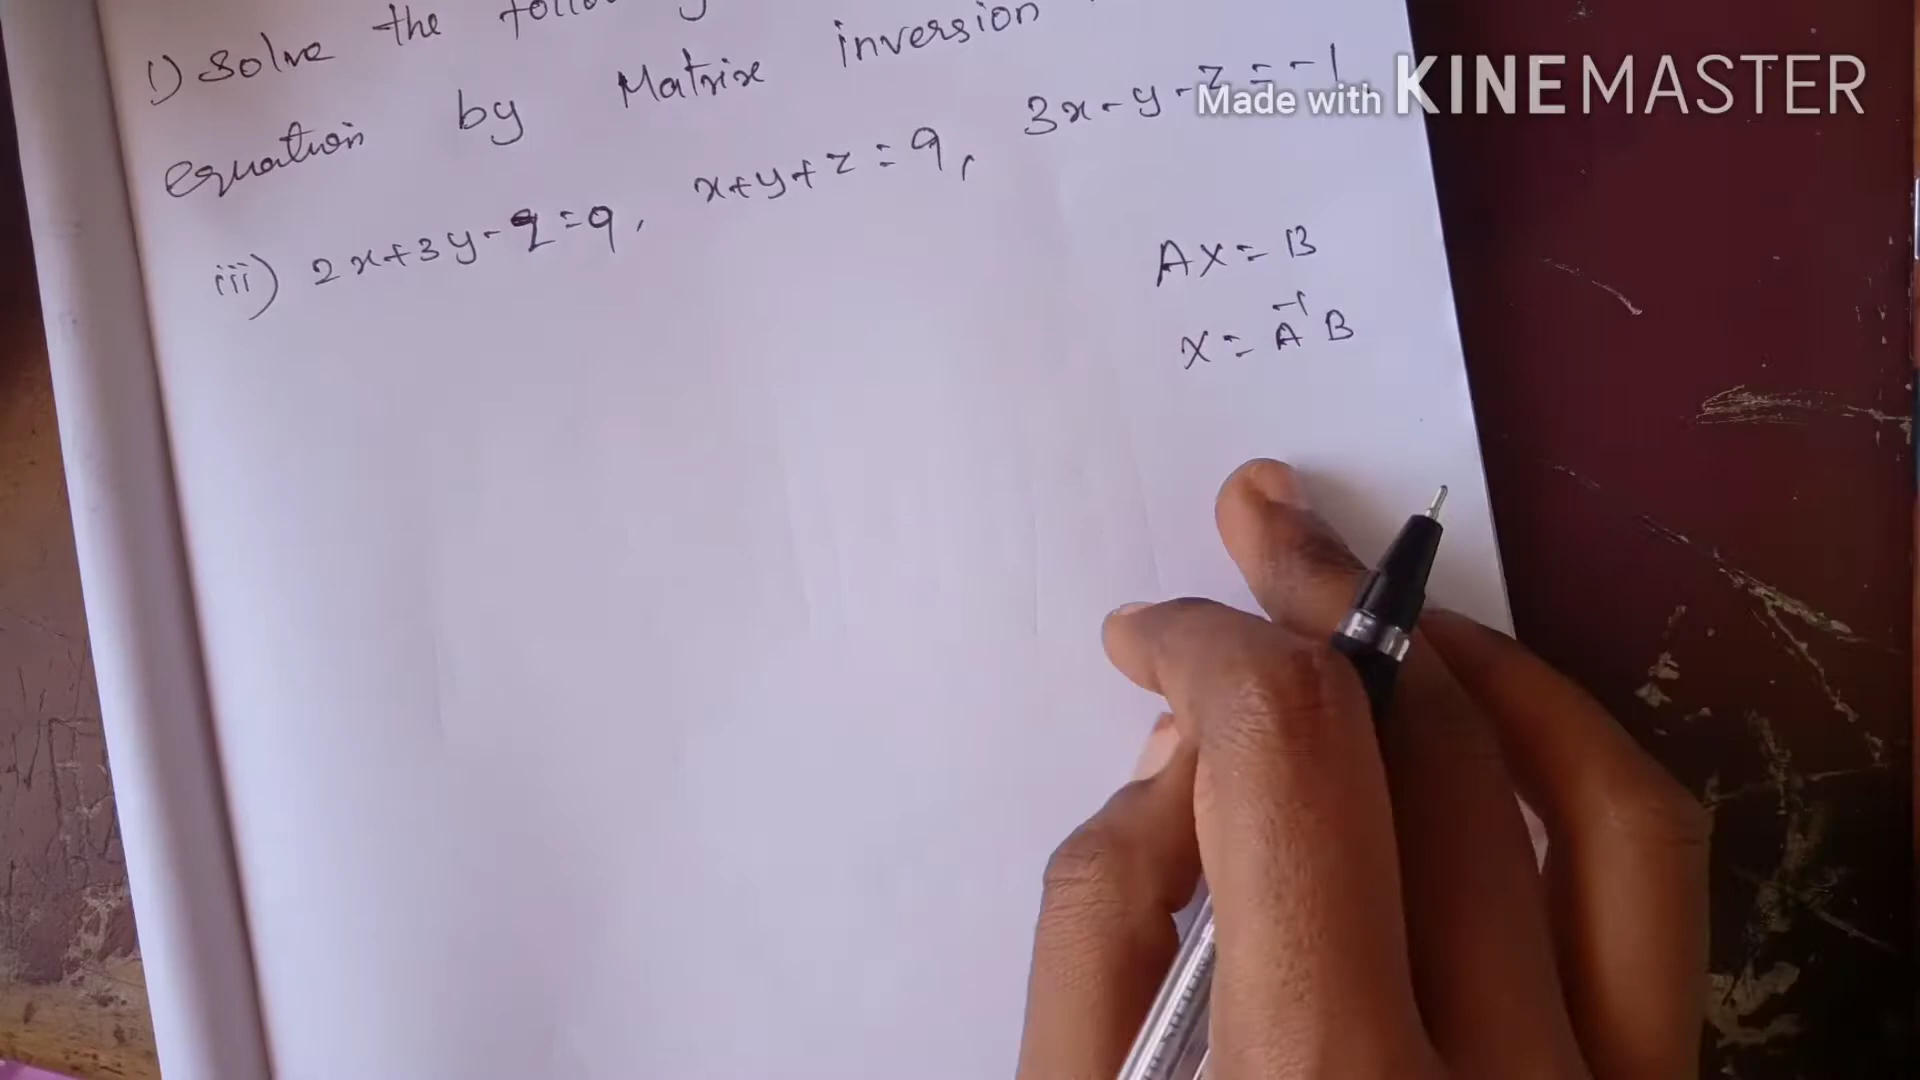 1) Solve the
equation by Matrix inversion
iii) 2x+3y-z=9, x+y+z=9, 3x-y-z=-1
AX=B
X=A⁻¹B
Made with KINEMASTER